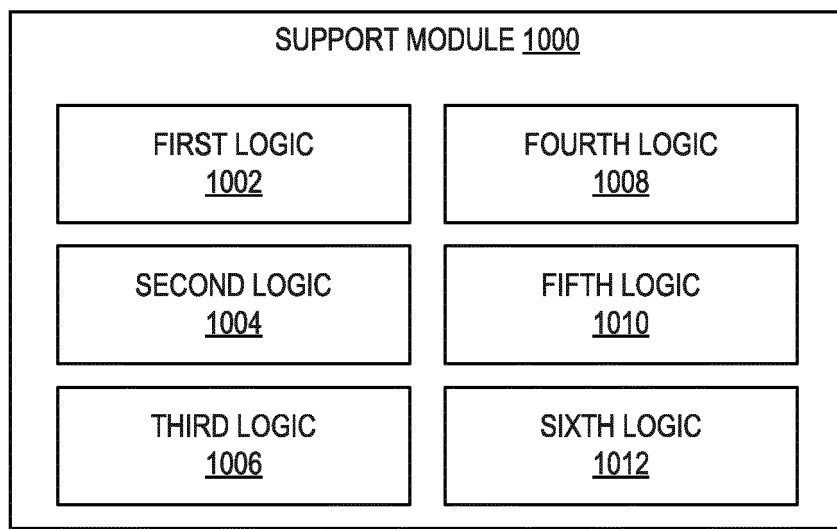 SUPPORT MODULE 1000
FIRST LOGIC
1002
FOURTH LOGIC
1008
SECOND LOGIC
1004
FIFTH LOGIC
1010
THIRD LOGIC
1006
SIXTH LOGIC
1012